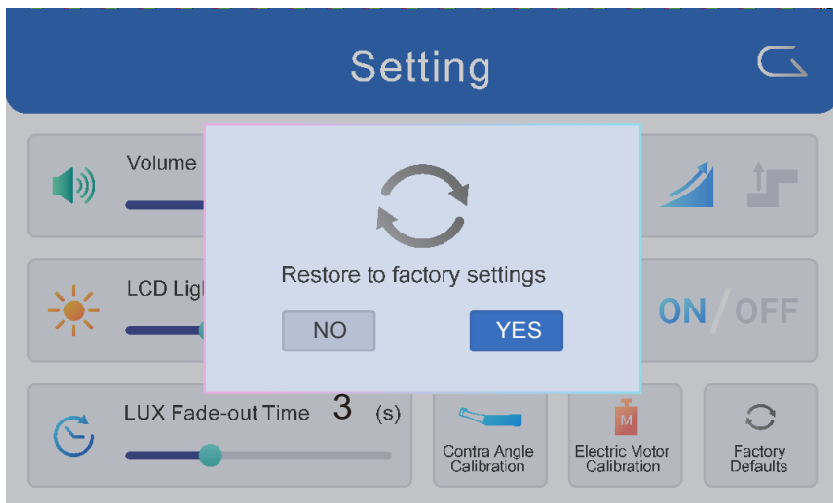 Setting
Volume
LCD Lig
ON/OFF
Restore to factory settings
NO
YES
LUX Fade-out Time 3 (s)
Contra Angle
Calibration
M
Electric Motor
Calibration
Factory
Defaults